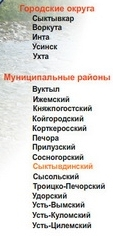 Городские округа
Сыктывкар
Воркута
Инта
Усинск
Ухта
Муниципальные районы
Вуктыл
Ижемский
Княжпогостский
Койгородский
Корткеросский
Печора
Прилузский
Сосногорский
Сыктывдинский
Сысольский
Троицко-Печорский
Удорский
Усть-Вымский
Усть-Куломский
Усть-Цилемский